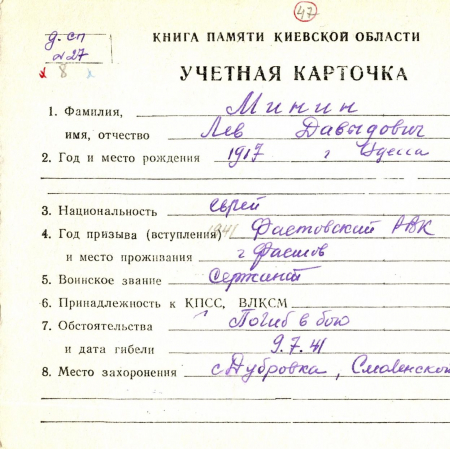 47
д. сп
№ 27
8
КНИГА ПАМЯТИ КИЕВСКОЙ ОБЛАСТИ
УЧЕТНАЯ КАРТОЧКА
1. Фамилия, Минин
имя, отчество Лев Давыдович
2. Год и место рождения 1917 г Одесса
3. Национальность еврей
4. Год призыва (вступления) 1941 Фастовский РВК
и место проживания г Фастов
5. Воинское звание Сержант
6. Принадлежность к КПСС, ВЛКСМ
7. Обстоятельства Погиб в бою
и дата гибели 9.7.41
8. Место захоронения с Дубровка, Смоленской